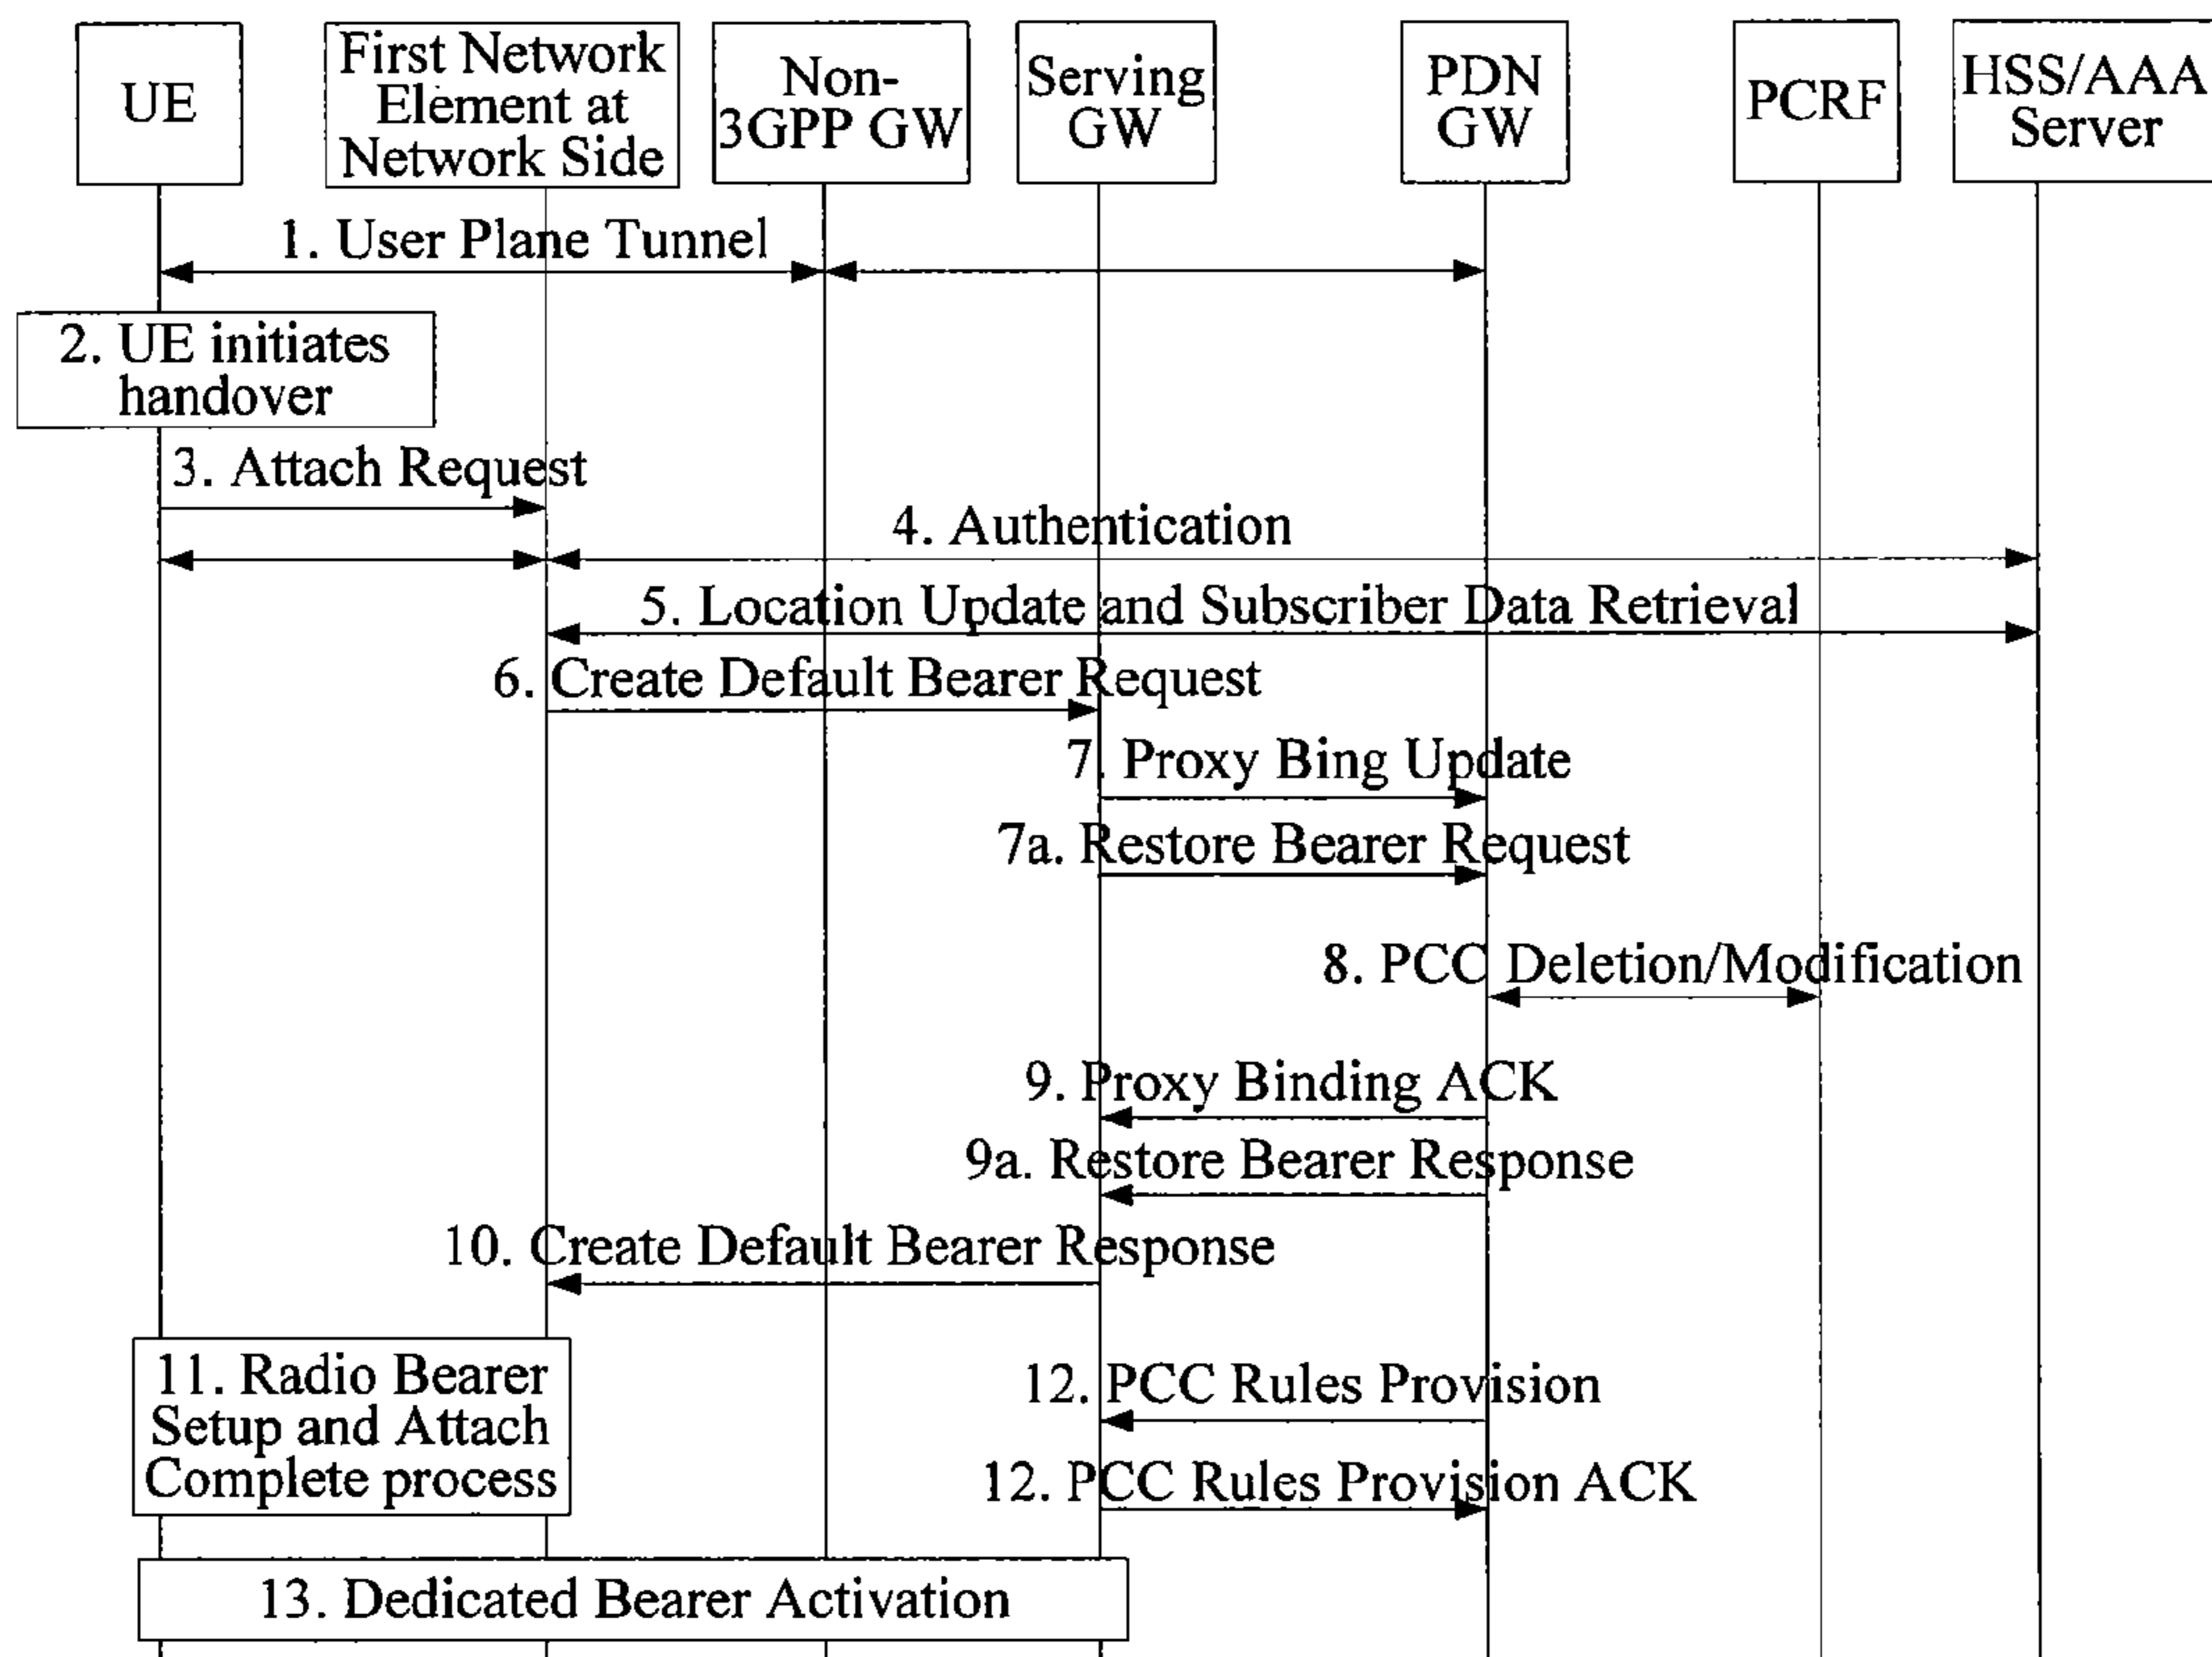 UE
First Network
Element at
Network Side
Non-
3GPP GW
Serving
GW
PDN
GW
PCRF
HSS/AAA
Server
1. User Plane Tunnel
2. UE initiates
handover
3. Attach Request
4. Authentication
5. Location Update and Subscriber Data Retrieval
6. Create Default Bearer Request
7. Proxy Bing Update
7a. Restore Bearer Request
8. PCC Deletion/Modification
9. Proxy Binding ACK
9a. Restore Bearer Response
10. Create Default Bearer Response
11. Radio Bearer
Setup and Attach
Complete process
12. PCC Rules Provision
12. PCC Rules Provision ACK
13. Dedicated Bearer Activation